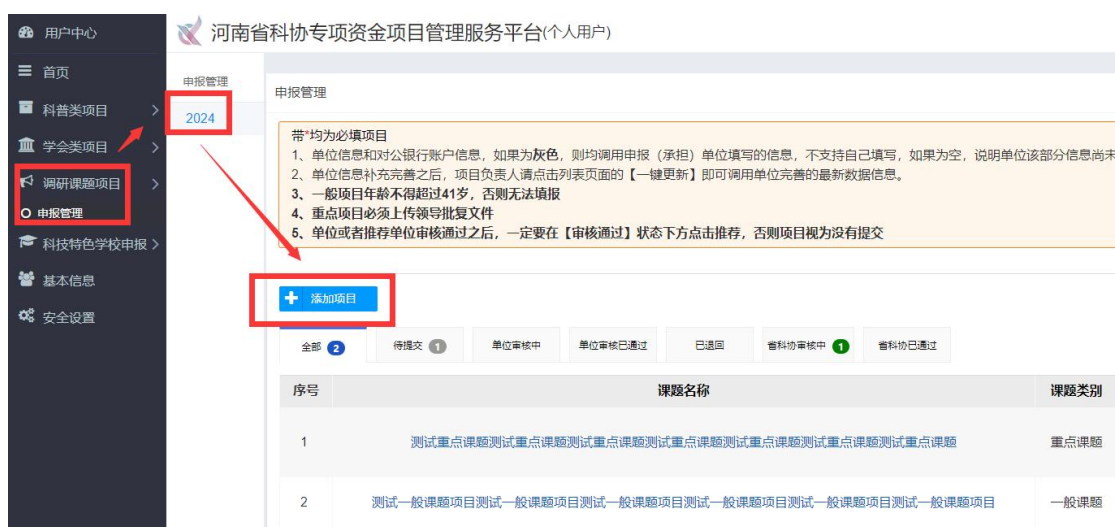 用户中心
河南省科协专项资金项目管理服务平台(个人用户)
首页
科普类项目
学会类项目
调研课题项目
申报管理
科技特色学校申报
基本信息
安全设置
申报管理
2024
申报管理
带*均为必填项目
1、单位信息和对公银行账户信息，如果为灰色，则均调用申报（承担）单位填写的信息，不支持自己填写，如果为空，说明单位该部分信息尚未
2、单位信息补充完善之后，项目负责人请点击列表页面的【一键更新】即可调用单位完善的最新数据信息。
3、一般项目年龄不得超过41岁，否则无法填报
4、重点项目必须上传领导批复文件
5、单位或者推荐单位审核通过之后，一定要在【审核通过】状态下方点击推荐，否则项目视为没有提交
添加项目
全部 2 待提交 1 单位审核中 单位审核已通过 已退回 省科协审核中 1 省科协已通过
序号 课题名称 课题类别
1 测试重点课题测试重点课题测试重点课题测试重点课题测试重点课题测试重点课题测试重点课题 重点课题
2 测试一般课题项目测试一般课题项目测试一般课题项目测试一般课题项目测试一般课题项目测试一般课题项目 一般课题